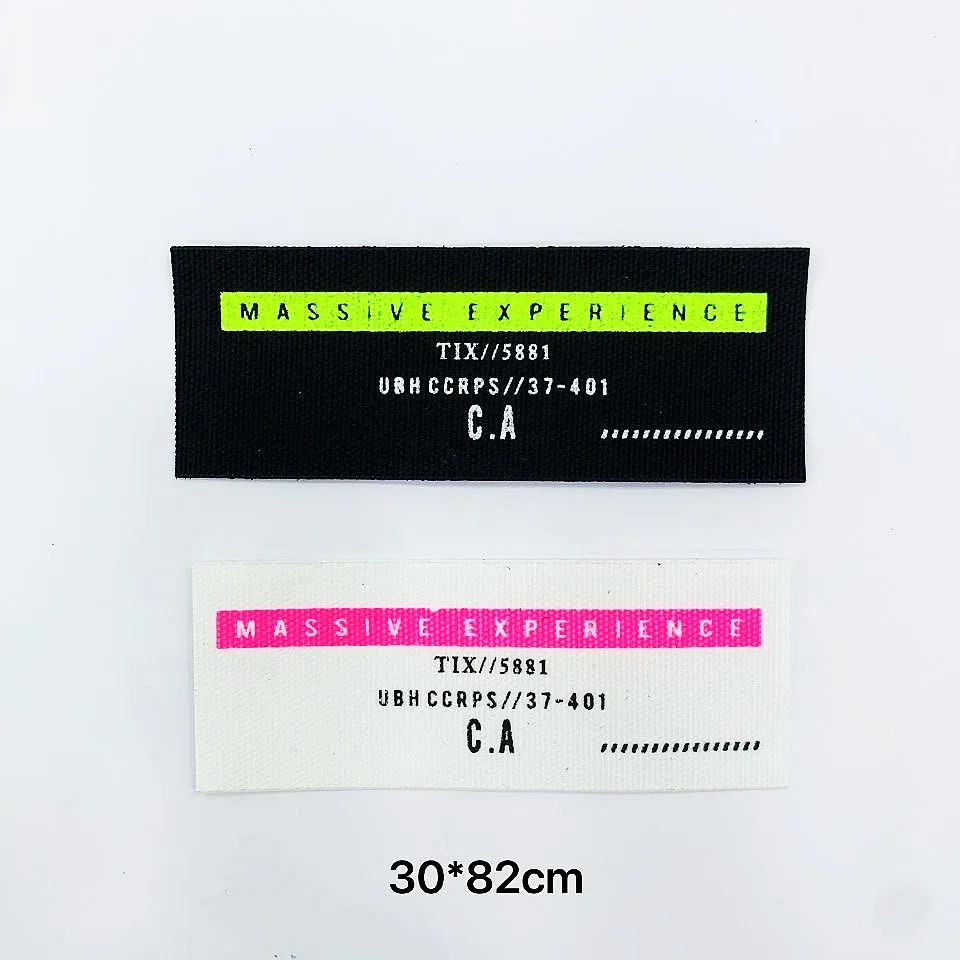 MASSIVE EXPERIENCE
TIX//5881
UBH CCRPS//37-401
C.A
MASSIVE EXPERIENCE
TIX//5881
UBH CCRPS//37-401
C.A
30*82cm